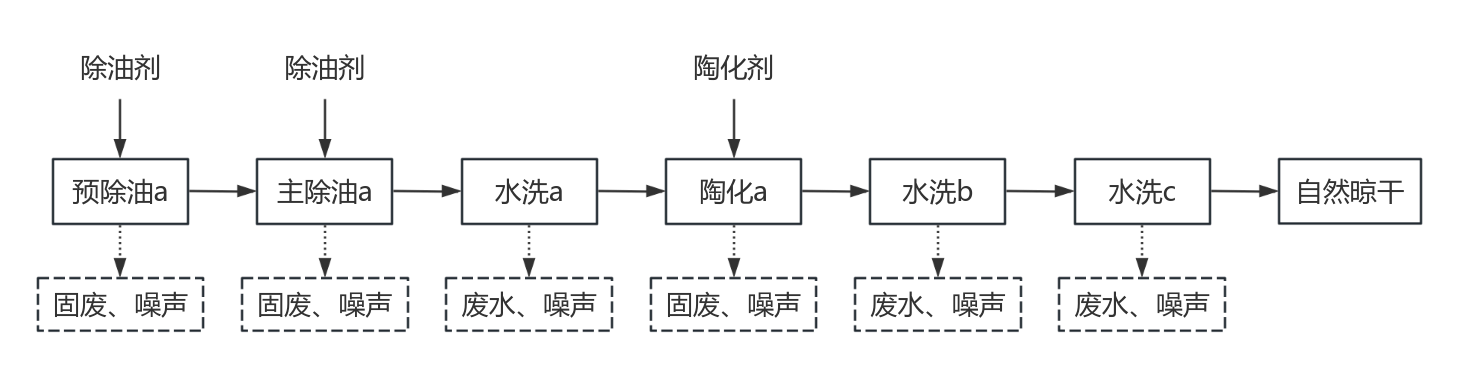 除油剂
除油剂
陶化剂
预除油a
主除油a
水洗a
陶化a
水洗b
水洗c
自然晾干
固废、噪声
固废、噪声
废水、噪声
固废、噪声
废水、噪声
废水、噪声